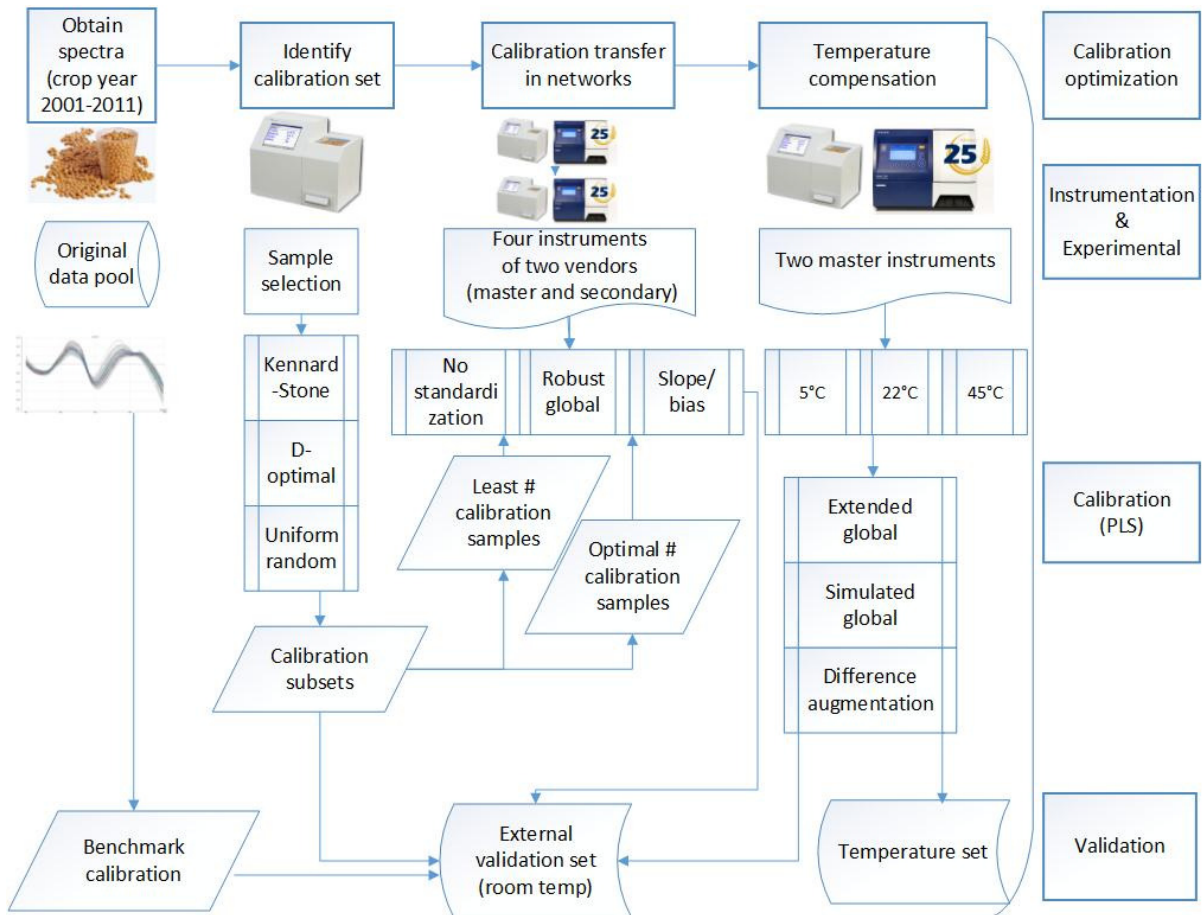 Obtain
spectra
(crop year
2001-2011)
Identify
calibration set
Calibration transfer
in networks
Temperature
compensation
Calibration
optimization
25
25
25
Instrumentation
&
Experimental
Original
data pool
Sample
selection
Four instruments
of two vendors
(master and secondary)
Two master instruments
Kennard
-Stone
D-
optimal
Uniform
random
No
standardi
zation
Robust
global
Slope/
bias
5°C
22°C
45°C
Least #
calibration
samples
Optimal #
calibration
samples
Extended
global
Simulated
global
Difference
augmentation
Calibration
(PLS)
Calibration
subsets
Benchmark
calibration
External
validation set
(room temp)
Temperature set
Validation